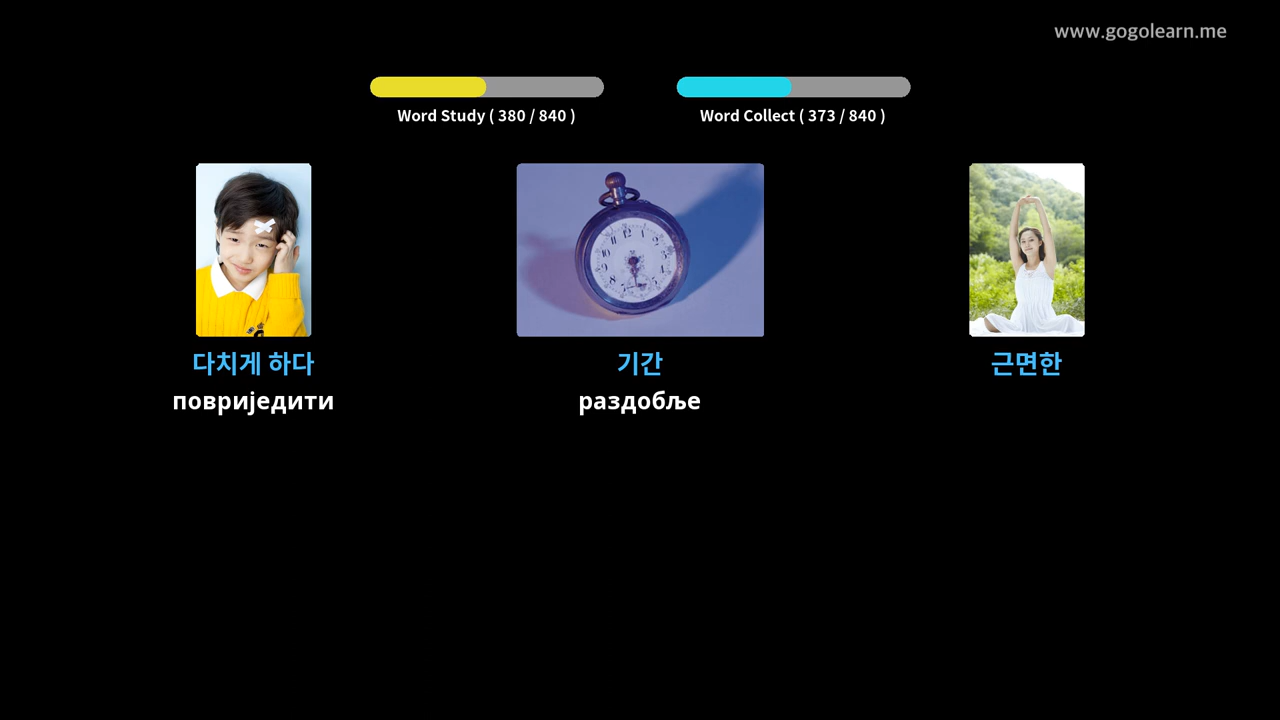 www.gogolearn.me
Word Study ( 380 / 840 )
Word Collect ( 373 / 840 )
다치게 하다
기간
근면한
повриједити
раздобље